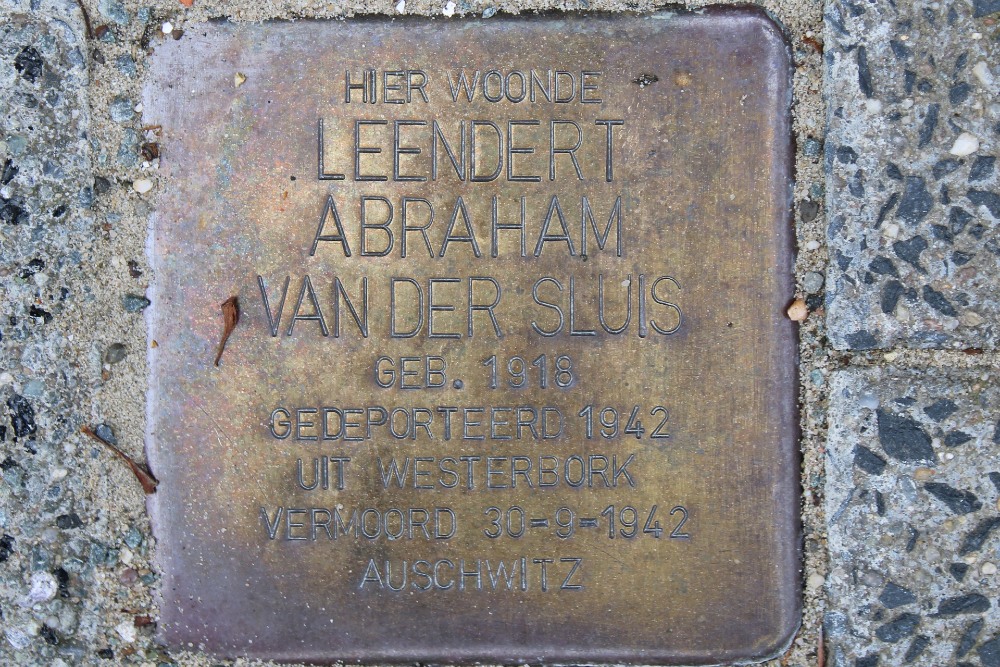 HIER WOONDE
LEENDERT
ABRAHAM
VAN DER SLUIS
GEB. 1918
GEDEPORTEERD 1942
UIT WESTERBORK
VERMOORD 30-9-1942
AUSCHWITZ